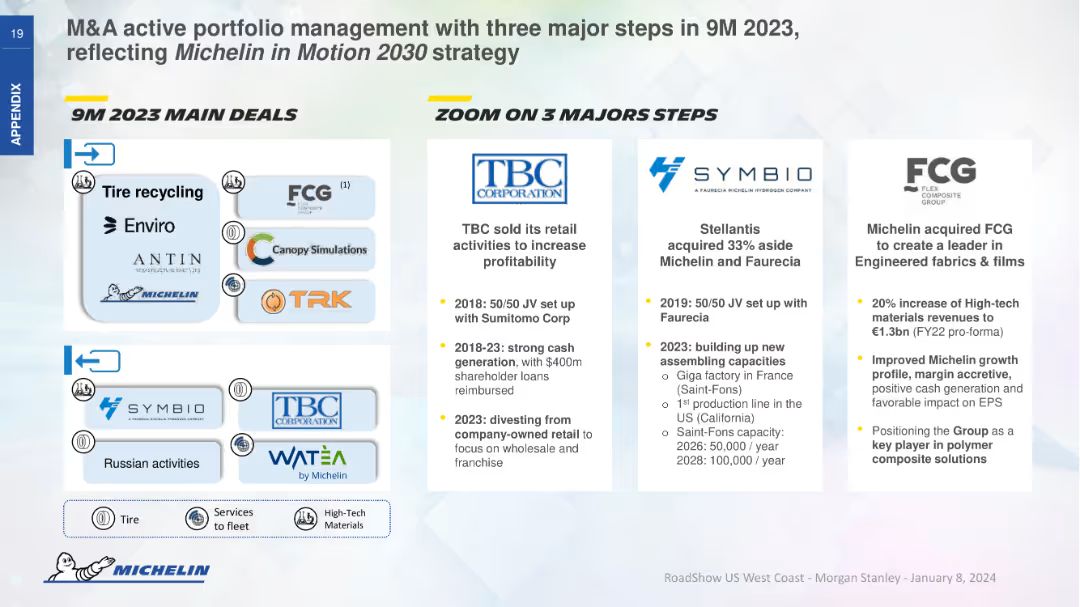 19
APPENDIX
M&A active portfolio management with three major steps in 9M 2023,
reflecting Michelin in Motion 2030 strategy
9M 2023 MAIN DEALS
Tire recycling
Enviro
ANTIN
MICHELIN
FCG (1)
FLEX
COMPOSITE
GROUP
Canopy Simulations
TRK
SYMBIO
TBC
CORPORATION
Russian activities
WATÈA
by Michelin
Tire
Services
to fleet
High-Tech
Materials
ZOOM ON 3 MAJORS STEPS
TBC
CORPORATION
TBC sold its retail
activities to increase
profitability
2018: 50/50 JV set up
with Sumitomo Corp
2018-23: strong cash
generation, with $400m
shareholder loans
reimbursed
2023: divesting from
company-owned retail to
focus on wholesale and
franchise
SYMBIO
A FAURECIA MICHELIN HYDROGEN COMPANY
Stellantis
acquired 33% aside
Michelin and Faurecia
2019: 50/50 JV set up with
Faurecia
2023: building up new
assembling capacities
Giga factory in France
(Saint-Fons)
1st production line in the
US (California)
Saint-Fons capacity:
2026: 50,000 / year
2028: 100,000 / year
FCG
FLEX
COMPOSITE
GROUP
Michelin acquired FCG
to create a leader in
Engineered fabrics & films
20% increase of High-tech
materials revenues to
€1.3bn (FY22 pro-forma)
Improved Michelin growth
profile, margin accretive,
positive cash generation and
favorable impact on EPS
Positioning the Group as a
key player in polymer
composite solutions
MICHELIN
RoadShow US West Coast - Morgan Stanley - January 8, 2024